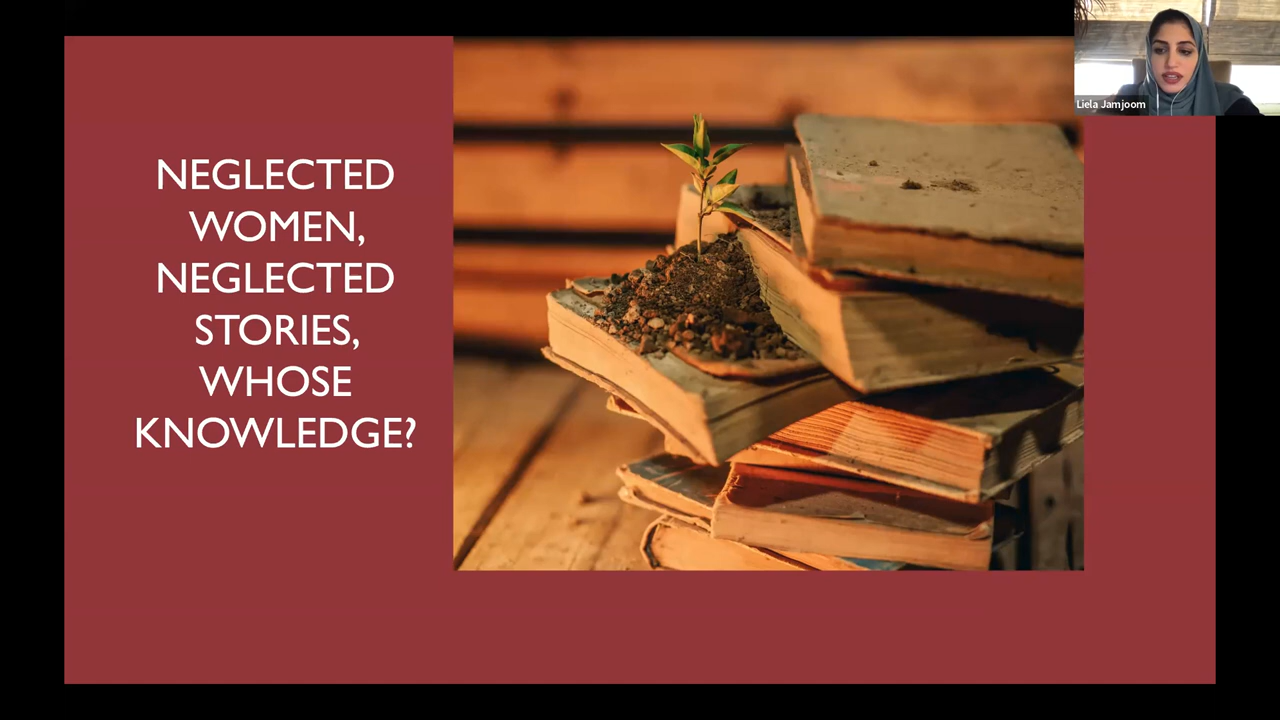 NEGLECTED
WOMEN,
NEGLECTED
STORIES,
WHOSE
KNOWLEDGE?
Liela Jamjoom